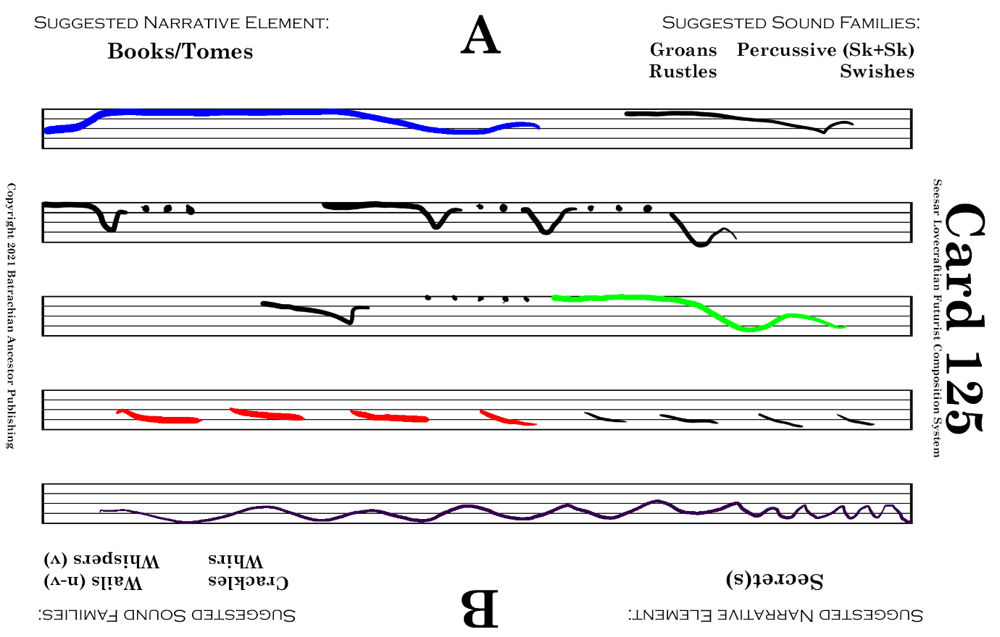 SUGGESTED NARRATIVE ELEMENT:
Books/Tomes
A
SUGGESTED SOUND FAMILIES:
Groans Percussive (Sk+Sk)
Rustles Swishes
Copyright 2021 Batrachian Ancestor Publishing
Card 125
Seesar Lovecraftian Futurist Composition System
SUGGESTED NARRATIVE ELEMENT:
Secret(s)
B
SUGGESTED SOUND FAMILIES:
Crackles Wails (n-v)
Whirs Whispers (v)